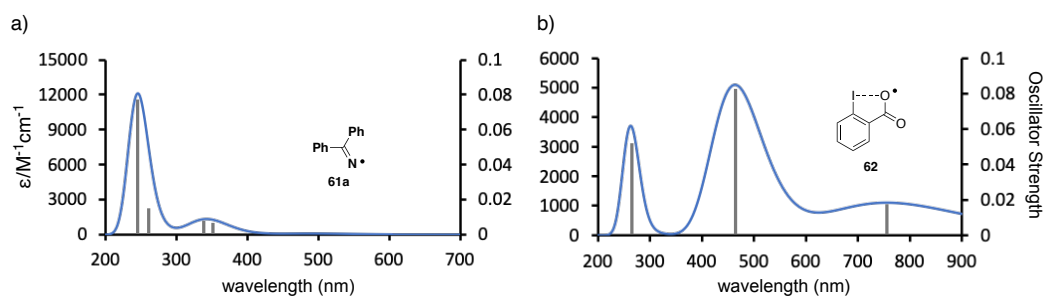 a)
15000
12000
9000
6000
3000
0
ε/M⁻¹cm⁻¹
0.1
0.08
0.06
0.04
0.02
0
200 300 400 500 600 700
wavelength (nm)
Ph
Ph
N•
61a
b)
6000
5000
4000
3000
2000
1000
0
0.1
0.08
0.06
0.04
0.02
0
Oscillator Strength
200 300 400 500 600 700 800 900
wavelength (nm)
I----O•
O
62